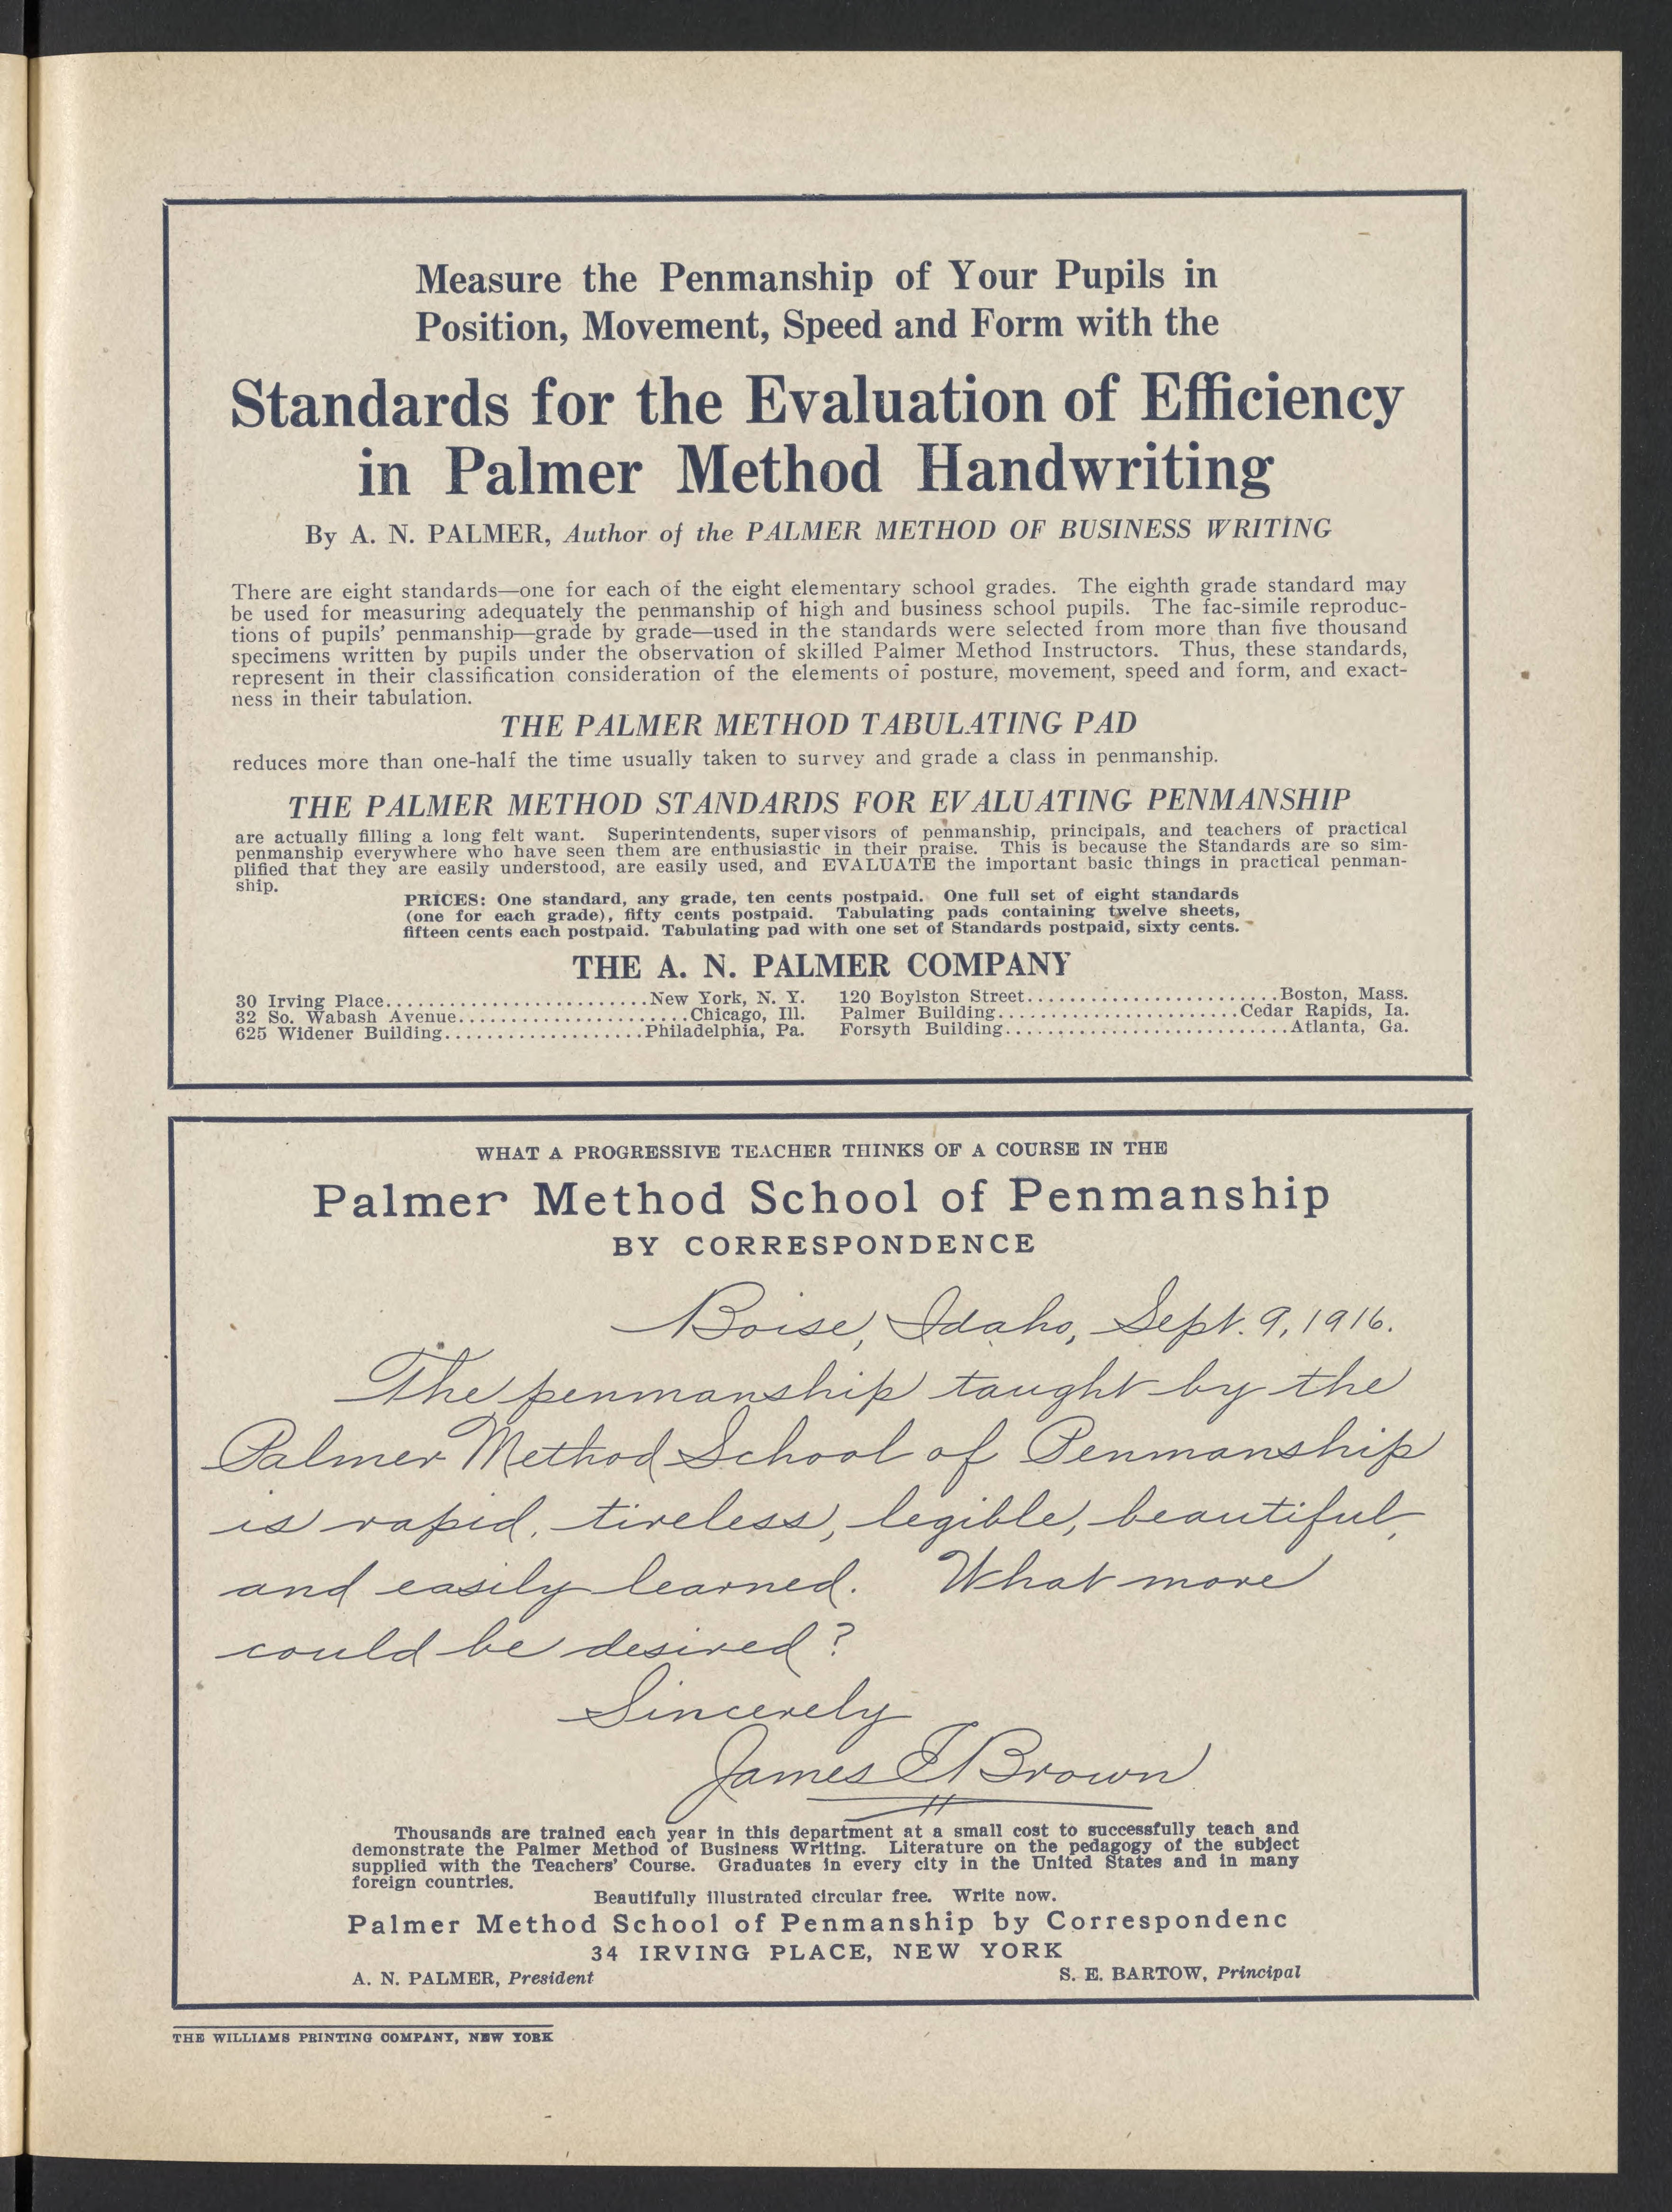 Measure the Penmanship of Your Pupils in
Position, Movement, Speed and Form with the
Standards for the Evaluation of Efficiency
in Palmer Method Handwriting
By A. N. PALMER, Author of the PALMER METHOD OF BUSINESS WRITING
There are eight standards—one for each of the eight elementary school grades. The eighth grade standard may
be used for measuring adequately the penmanship of high and business school pupils. The fac-simile reproduc-
tions of pupils' penmanship—grade by grade—used in the standards were selected from more than five thousand
specimens written by pupils under the observation of skilled Palmer Method Instructors. Thus, these standards,
represent in their classification consideration of the elements of posture, movement, speed and form, and exact-
ness in their tabulation.
THE PALMER METHOD TABULATING PAD
reduces more than one-half the time usually taken to survey and grade a class in penmanship.
THE PALMER METHOD STANDARDS FOR EVALUATING PENMANSHIP
are actually filling a long felt want. Superintendents, supervisors of penmanship, principals, and teachers of practical
penmanship everywhere who have seen them are enthusiastic in their praise. This is because the Standards are so sim-
plified that they are easily understood, are easily used, and EVALUATE the important basic things in practical penman-
ship.
PRICES: One standard, any grade, ten cents postpaid. One full set of eight standards
(one for each grade), fifty cents postpaid. Tabulating pads containing twelve sheets,
fifteen cents each postpaid. Tabulating pad with one set of Standards postpaid, sixty cents.
THE A. N. PALMER COMPANY
30 Irving Place.........................New York, N. Y. 120 Boylston Street........................Boston, Mass.
32 So. Wabash Avenue......................Chicago, Ill. Palmer Building.......................Cedar Rapids, Ia.
625 Widener Building...................Philadelphia, Pa. Forsyth Building...........................Atlanta, Ga.
WHAT A PROGRESSIVE TEACHER THINKS OF A COURSE IN THE
Palmer Method School of Penmanship
BY CORRESPONDENCE
Boise, Idaho, Sept. 9, 1916.
The penmanship taught by the
Palmer Method School of Penmanship
is rapid, tireless, legible, beautiful,
and easily learned. What more
could be desired?
Sincerely
James E Brown
Thousands are trained each year in this department at a small cost to successfully teach and
demonstrate the Palmer Method of Business Writing. Literature on the pedagogy of the subject
supplied with the Teachers' Course. Graduates in every city in the United States and in many
foreign countries.
Beautifully illustrated circular free. Write now.
Palmer Method School of Penmanship by Correspondenc
34 IRVING PLACE, NEW YORK
A. N. PALMER, President S. E. BARTOW, Principal
THE WILLIAMS PRINTING COMPANY, NEW YORK